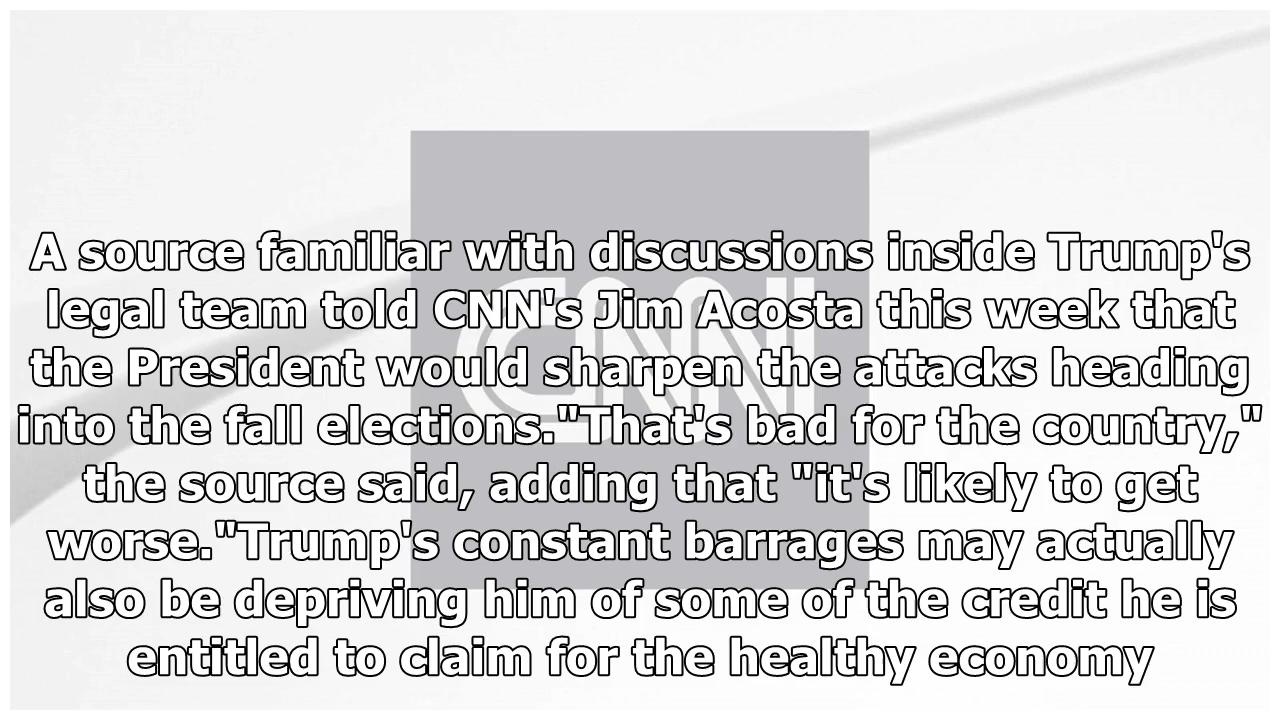 A source familiar with discussions inside Trump's
legal team told CNN's Jim Acosta this week that
the President would sharpen the attacks heading
into the fall elections."That's bad for the country,"
the source said, adding that "it's likely to get
worse."Trump's constant barrages may actually
also be depriving him of some of the credit he is
entitled to claim for the healthy economy
CNN